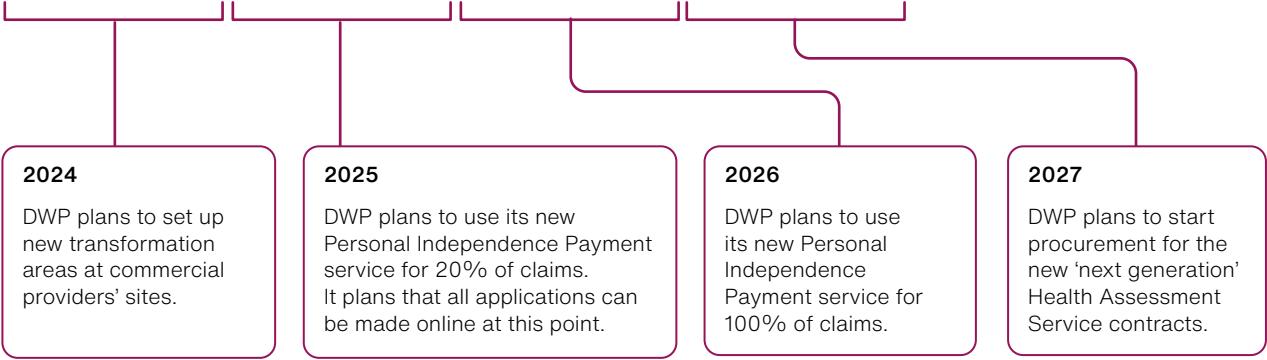 2024
DWP plans to set up
new transformation
areas at commercial
providers’ sites.
2025
DWP plans to use its new
Personal Independence Payment
service for 20% of claims.
It plans that all applications can
be made online at this point.
2026
DWP plans to use
its new Personal
Independence
Payment service for
100% of claims.
2027
DWP plans to start
procurement for the
new ‘next generation’
Health Assessment
Service contracts.